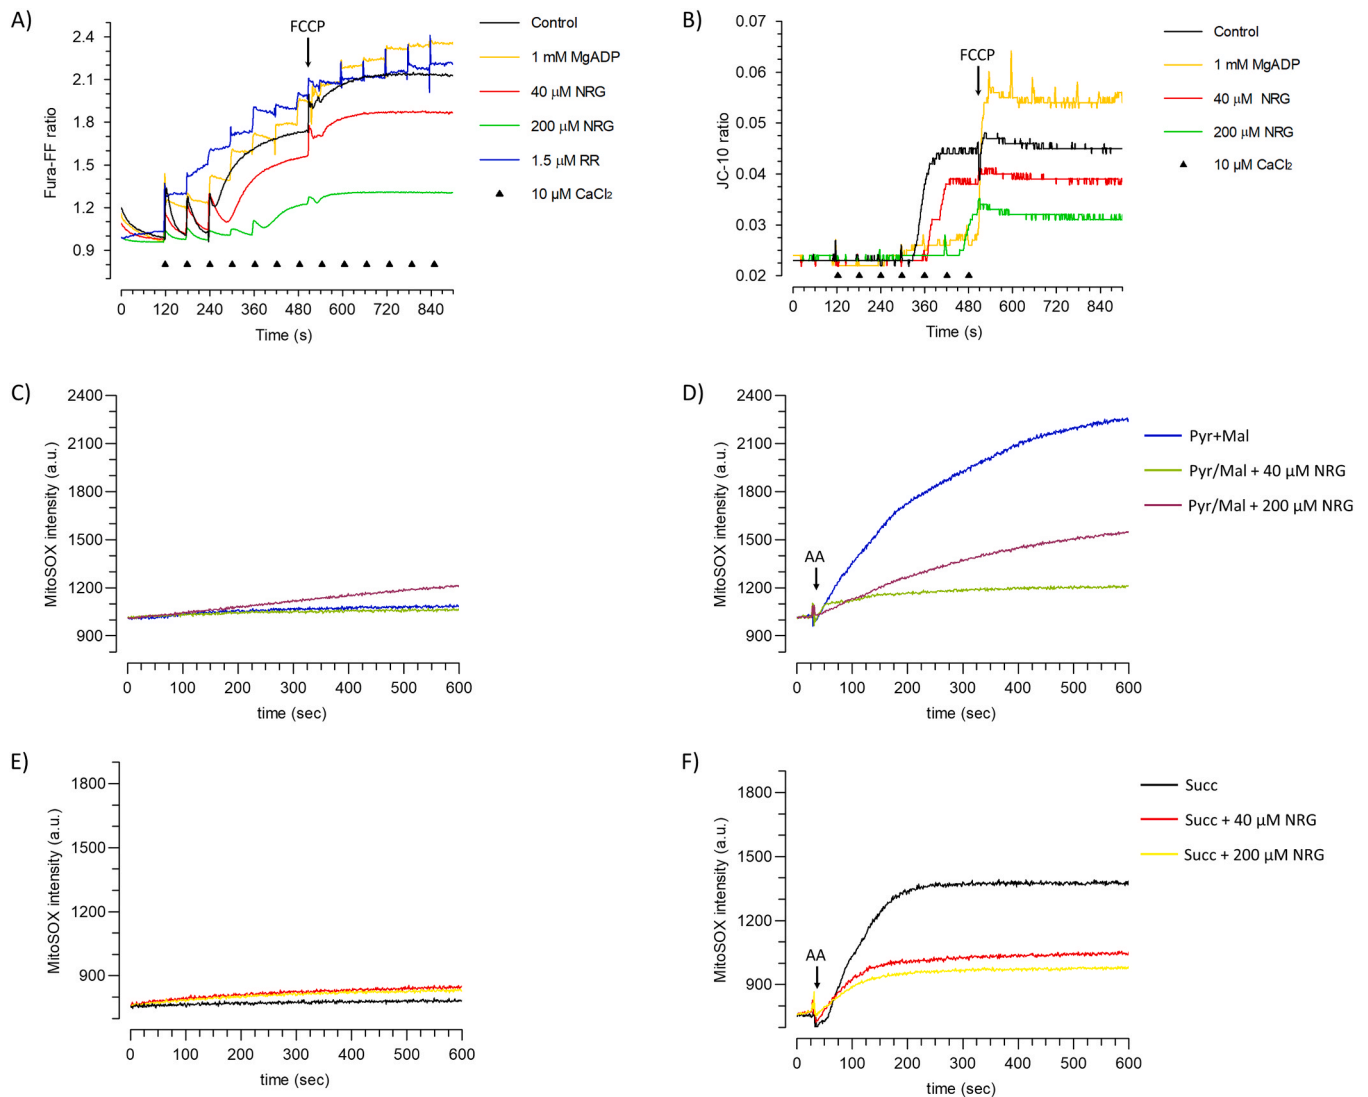 A)
FCCP
Fura-FF ratio
2.4
2.1
1.8
1.5
1.2
0.9
0 120 240 360 480 600 720 840
Time (s)
Control
1 mM MgADP
40 µM NRG
200 µM NRG
1.5 µM RR
10 µM CaCl2
B)
FCCP
JC-10 ratio
0.07
0.06
0.05
0.04
0.03
0.02
0 120 240 360 480 600 720 840
Time (s)
Control
1 mM MgADP
40 µM NRG
200 µM NRG
10 µM CaCl2
C)
MitoSOX intensity (a.u.)
2400
2100
1800
1500
1200
900
0 100 200 300 400 500 600
time (sec)
D)
AA
MitoSOX intensity (a.u.)
2400
2100
1800
1500
1200
900
0 100 200 300 400 500 600
time (sec)
Pyr+Mal
Pyr/Mal + 40 µM NRG
Pyr/Mal + 200 µM NRG
E)
MitoSOX intensity (a.u.)
1800
1500
1200
900
0 100 200 300 400 500 600
time (sec)
F)
AA
MitoSOX intensity (a.u.)
1800
1500
1200
900
0 100 200 300 400 500 600
time (sec)
Succ
Succ + 40 µM NRG
Succ + 200 µM NRG